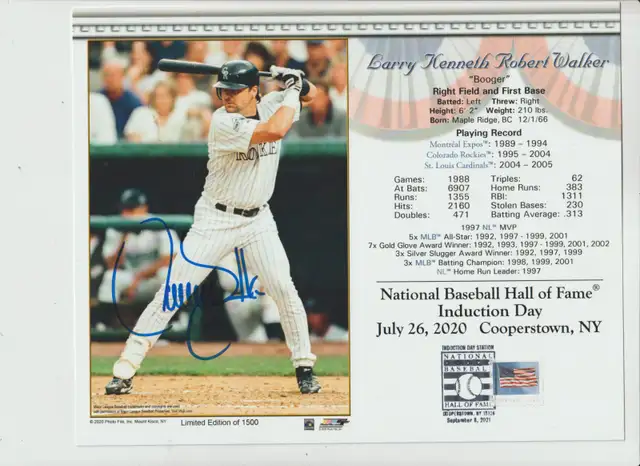 Larry Kenneth Robert Walker
"Booger"
Right Field and First Base
Batted: Left Threw: Right
Height: 6' 2" Weight: 210 lbs.
Born: Maple Ridge, BC 12/1/66
Playing Record
Montréal Expos™: 1989 – 1994
Colorado Rockies™: 1995 – 2004
St. Louis Cardinals™: 2004 – 2005
Games: 1988 Triples: 62
At Bats: 6907 Home Runs: 383
Runs: 1355 RBI: 1311
Hits: 2160 Stolen Bases: 230
Doubles: 471 Batting Average: .313
1997 NL™ MVP
5x MLB™ All-Star: 1992, 1997 - 1999, 2001
7x Gold Glove Award Winner: 1992, 1993, 1997 - 1999, 2001, 2002
3x Silver Slugger Award Winner: 1992, 1997, 1999
3x MLB™ Batting Champion: 1998, 1999, 2001
NL™ Home Run Leader: 1997
National Baseball Hall of Fame®
Induction Day
July 26, 2020 Cooperstown, NY
INDUCTION DAY STATION
NATIONAL
BASEBALL
HALL OF FAME
COOPERSTOWN, NY 13326
September 8, 2021
ROCKIES
Larry Walker
© 2020 Photo File, Inc. Mount Kisco, NY
Limited Edition of 1500